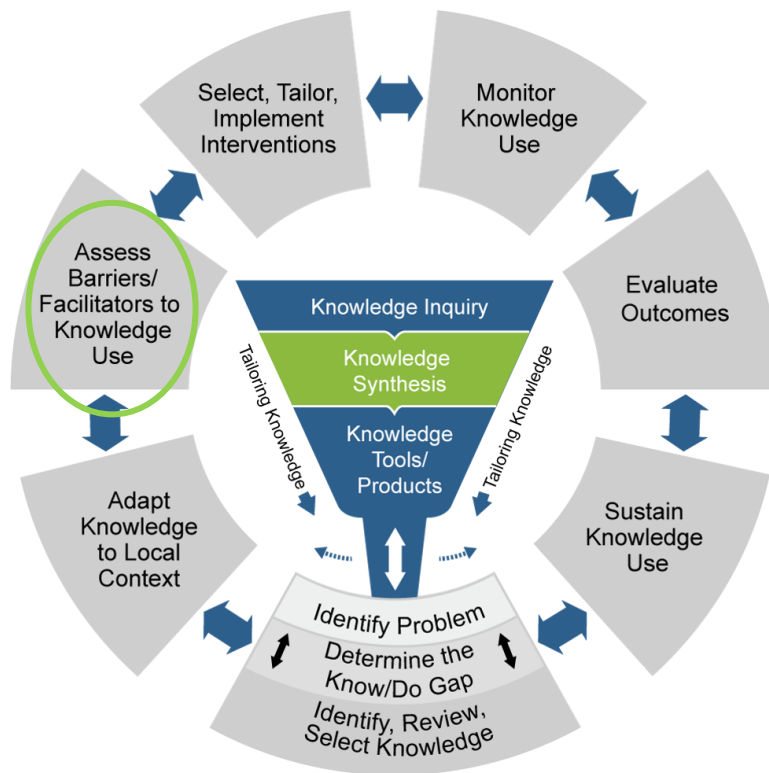 Select, Tailor,
Implement
Interventions
Monitor
Knowledge
Use
Assess
Barriers/
Facilitators to
Knowledge
Use
Evaluate
Outcomes
Knowledge Inquiry
Knowledge
Synthesis
Knowledge
Tools/
Products
Tailoring Knowledge
Tailoring Knowledge
Adapt
Knowledge
to Local
Context
Sustain
Knowledge
Use
Identify Problem
Determine the
Know/Do Gap
Identify, Review,
Select Knowledge